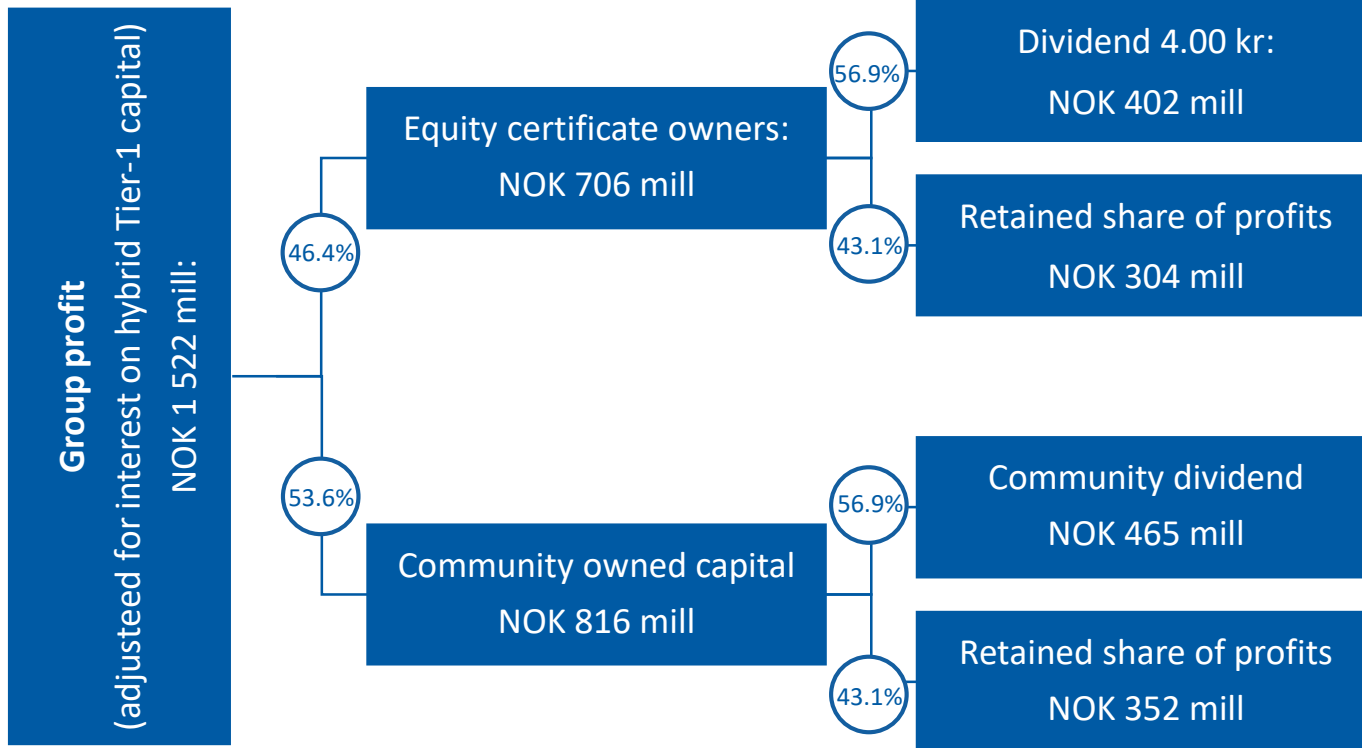 Group profit
(adjusteed for interest on hybrid Tier-1 capital)
NOK 1 522 mill:
46.4%
53.6%
Equity certificate owners:
NOK 706 mill
56.9%
43.1%
Dividend 4.00 kr:
NOK 402 mill
Retained share of profits
NOK 304 mill
Community owned capital
NOK 816 mill
56.9%
43.1%
Community dividend
NOK 465 mill
Retained share of profits
NOK 352 mill